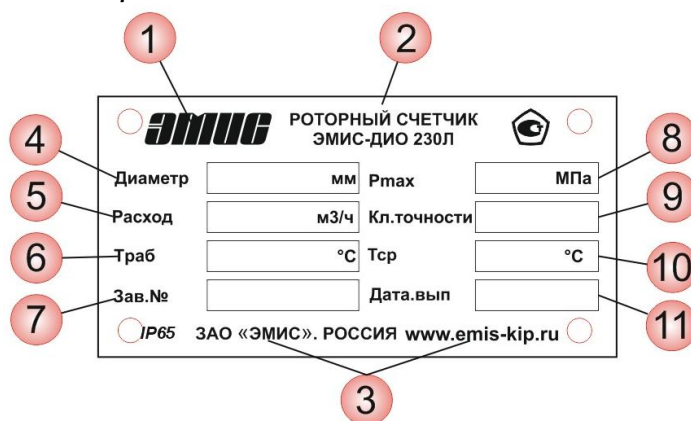 1
2
ЭМИС
РОТОРНЫЙ СЧЕТЧИК
ЭМИС-ДИО 230Л
4
Диаметр мм Pmax МПа
8
5
Расход м3/ч Кл.точности
9
6
Траб °С Тср °С
10
7
Зав.№ Дата.вып
11
IP65 ЗАО «ЭМИС». РОССИЯ www.emis-kip.ru
3